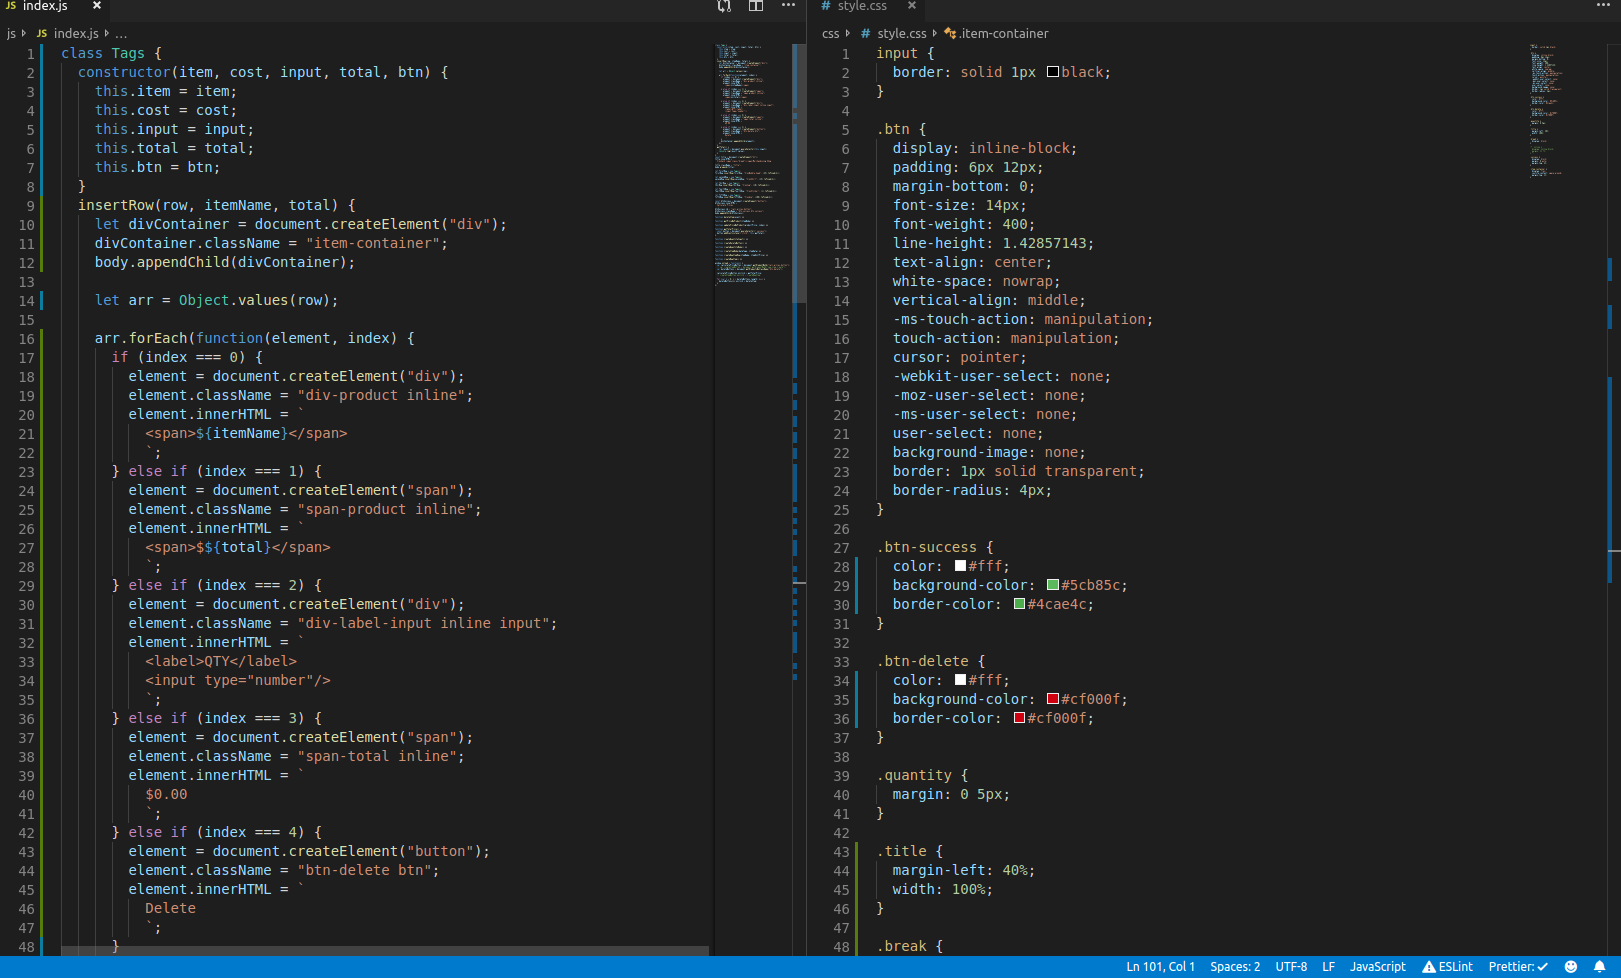 JS index.js ×
js JS index.js …
1 class Tags {
2 constructor(item, cost, input, total, btn) {
3 this.item = item;
4 this.cost = cost;
5 this.input = input;
6 this.total = total;
7 this.btn = btn;
8 }
9 insertRow(row, itemName, total) {
10 let divContainer = document.createElement("div");
11 divContainer.className = "item-container";
12 body.appendChild(divContainer);
13
14 let arr = Object.values(row);
15
16 arr.forEach(function(element, index) {
17 if (index === 0) {
18 element = document.createElement("div");
19 element.className = "div-product inline";
20 element.innerHTML = `
21 <span>${itemName}</span>
22 `;
23 } else if (index === 1) {
24 element = document.createElement("span");
25 element.className = "span-product inline";
26 element.innerHTML = `
27 <span>$${total}</span>
28 `;
29 } else if (index === 2) {
30 element = document.createElement("div");
31 element.className = "div-label-input inline input";
32 element.innerHTML = `
33 <label>QTY</label>
34 <input type="number"/>
35 `;
36 } else if (index === 3) {
37 element = document.createElement("span");
38 element.className = "span-total inline";
39 element.innerHTML = `
40 $0.00
41 `;
42 } else if (index === 4) {
43 element = document.createElement("button");
44 element.className = "btn-delete btn";
45 element.innerHTML = `
46 Delete
47 `;
48 }
# style.css ×
css # style.css .item-container
1 input {
2 border: solid 1px black;
3 }
4
5 .btn {
6 display: inline-block;
7 padding: 6px 12px;
8 margin-bottom: 0;
9 font-size: 14px;
10 font-weight: 400;
11 line-height: 1.42857143;
12 text-align: center;
13 white-space: nowrap;
14 vertical-align: middle;
15 -ms-touch-action: manipulation;
16 touch-action: manipulation;
17 cursor: pointer;
18 -webkit-user-select: none;
19 -moz-user-select: none;
20 -ms-user-select: none;
21 user-select: none;
22 background-image: none;
23 border: 1px solid transparent;
24 border-radius: 4px;
25 }
26
27 .btn-success {
28 color: #fff;
29 background-color: #5cb85c;
30 border-color: #4cae4c;
31 }
32
33 .btn-delete {
34 color: #fff;
35 background-color: #cf000f;
36 border-color: #cf000f;
37 }
38
39 .quantity {
40 margin: 0 5px;
41 }
42
43 .title {
44 margin-left: 40%;
45 width: 100%;
46 }
47
48 .break {
Ln 101, Col 1 Spaces: 2 UTF-8 LF JavaScript ESLint Prettier: ✓